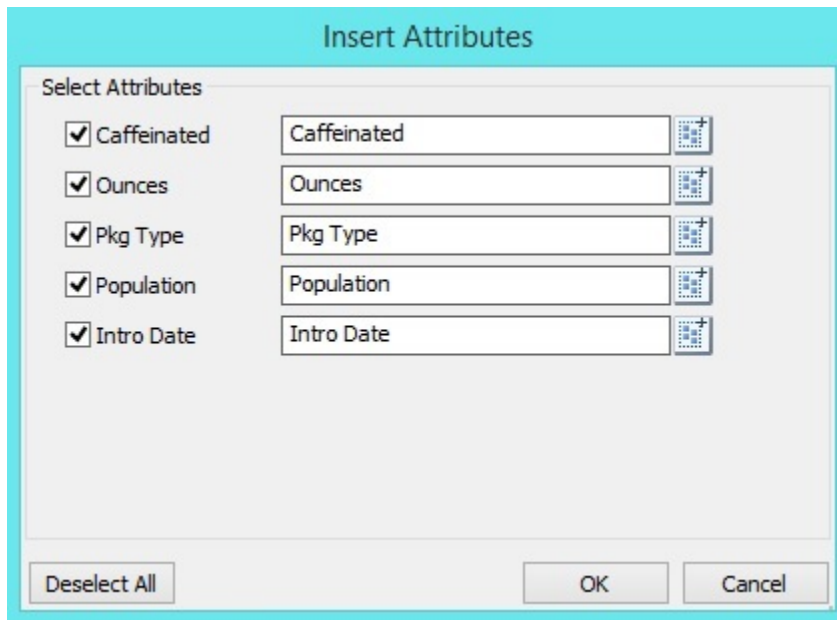 Insert Attributes
Select Attributes
Caffeinated Caffeinated
Ounces Ounces
Pkg Type Pkg Type
Population Population
Intro Date Intro Date
Deselect All OK Cancel